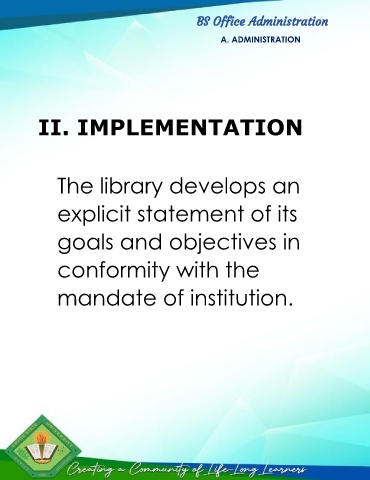 BS Office Administration
A. ADMINISTRATION
II. IMPLEMENTATION
The library develops an
explicit statement of its
goals and objectives in
conformity with the
mandate of institution.
Creating a Community of Life-Long Learners